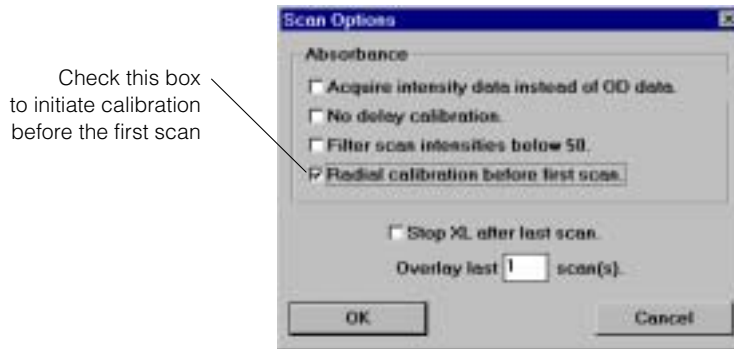 Scan Options
Absorbance
Check this box
to initiate calibration
before the first scan
Acquire intensity data instead of OD data.
No delay calibration.
Filter scan intensities below 50.
Radial calibration before first scan.
Stop XL after last scan.
Overlay last 1 scan(s).
OK
Cancel